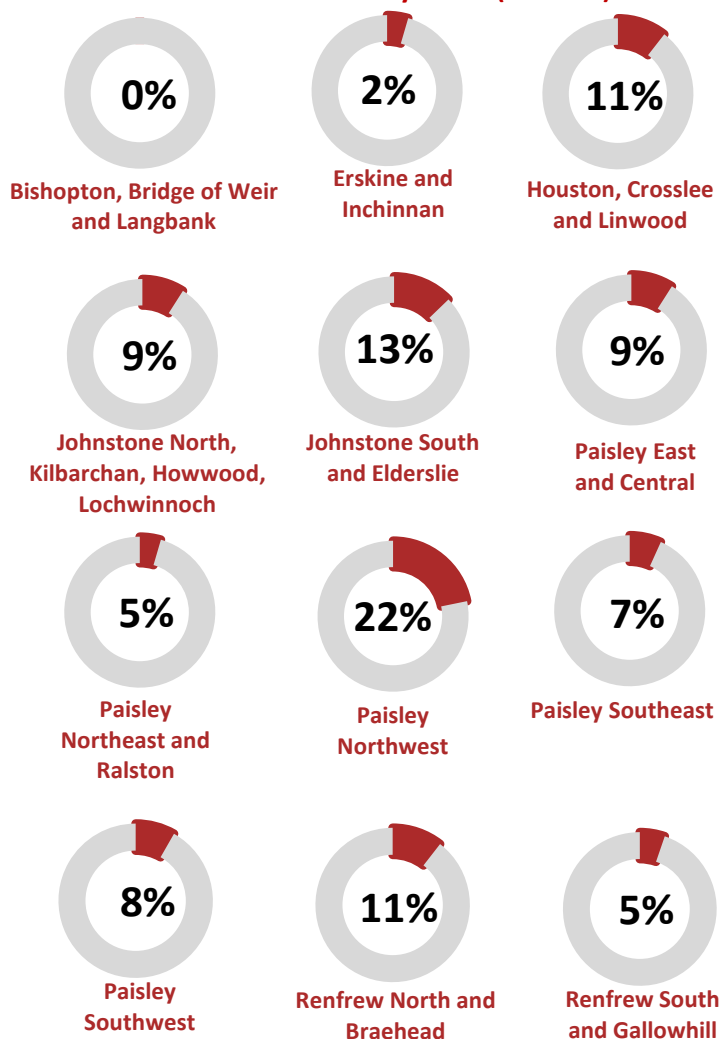 0%
Bishopton, Bridge of Weir
and Langbank
2%
Erskine and
Inchinnan
11%
Houston, Crosslee
and Linwood
9%
Johnstone North,
Kilbarchan, Howwood,
Lochwinnoch
13%
Johnstone South
and Elderslie
9%
Paisley East
and Central
5%
Paisley
Northeast and
Ralston
22%
Paisley
Northwest
7%
Paisley Southeast
8%
Paisley
Southwest
11%
Renfrew North and
Braehead
5%
Renfrew South
and Gallowhill